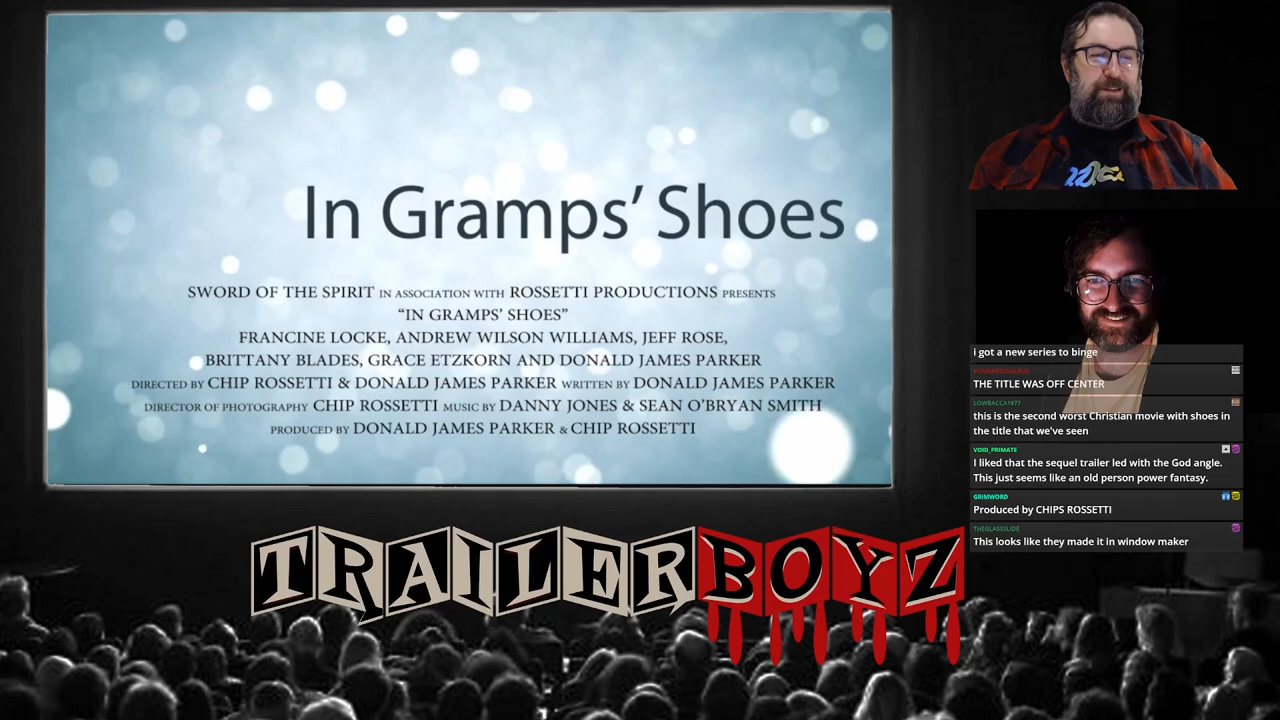 In Gramps' Shoes
SWORD OF THE SPIRIT IN ASSOCIATION WITH ROSSETTI PRODUCTIONS PRESENTS
“IN GRAMPS' SHOES”
FRANCINE LOCKE, ANDREW WILSON WILLIAMS, JEFF ROSE,
BRITTANY BLADES, GRACE ETZKORN AND DONALD JAMES PARKER
DIRECTED BY CHIP ROSSETTI & DONALD JAMES PARKER WRITTEN BY DONALD JAMES PARKER
DIRECTOR OF PHOTOGRAPHY CHIP ROSSETTI MUSIC BY DANNY JONES & SEAN O'BRYAN SMITH
PRODUCED BY DONALD JAMES PARKER & CHIP ROSSETTI
TRAILERBOYZ
i got a new series to binge
THE TITLE WAS OFF CENTER
LOWBACCA1977
this is the second worst Christian movie with shoes in
the title that we've seen
VOID_PRIMATE
I liked that the sequel trailer led with the God angle.
This just seems like an old person power fantasy.
GRIMWORD
Produced by CHIPS ROSSETTI
THEGLASSSLIDE
This looks like they made it in window maker